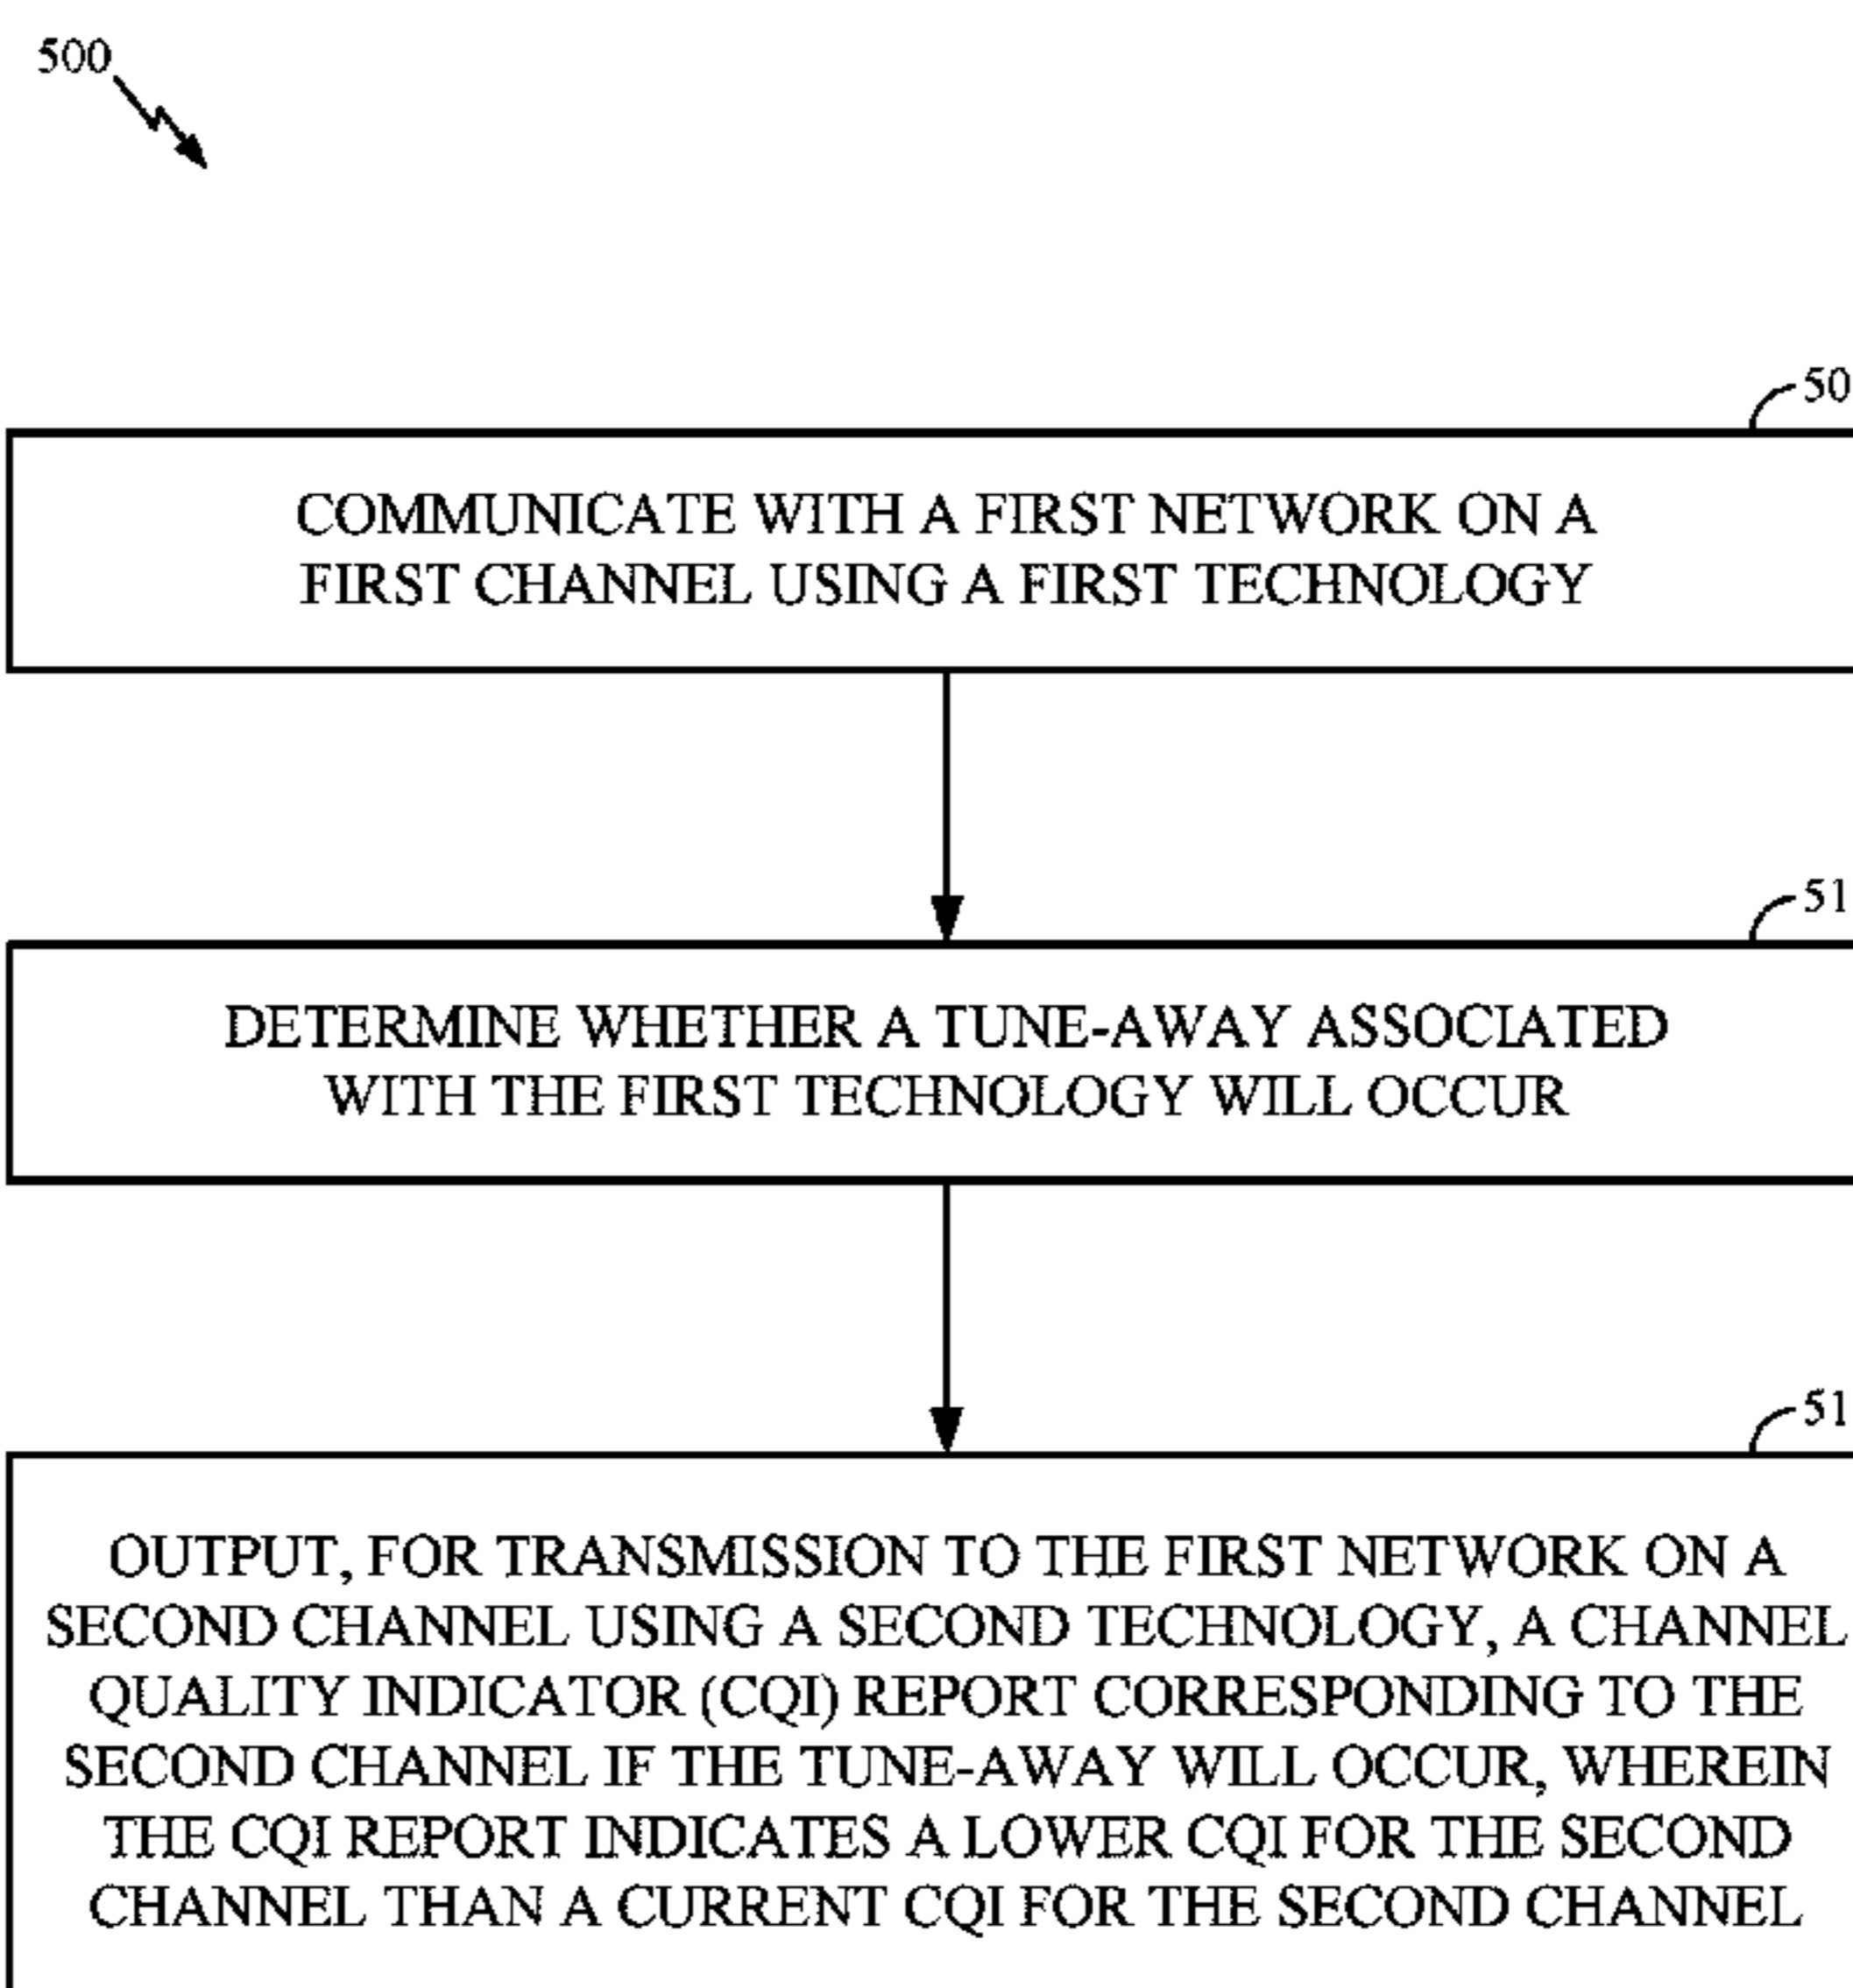 500
50
COMMUNICATE WITH A FIRST NETWORK ON A
FIRST CHANNEL USING A FIRST TECHNOLOGY
51
DETERMINE WHETHER A TUNE-AWAY ASSOCIATED
WITH THE FIRST TECHNOLOGY WILL OCCUR
51
OUTPUT, FOR TRANSMISSION TO THE FIRST NETWORK ON A
SECOND CHANNEL USING A SECOND TECHNOLOGY, A CHANNEL
QUALITY INDICATOR (CQI) REPORT CORRESPONDING TO THE
SECOND CHANNEL IF THE TUNE-AWAY WILL OCCUR, WHEREIN
THE CQI REPORT INDICATES A LOWER CQI FOR THE SECOND
CHANNEL THAN A CURRENT CQI FOR THE SECOND CHANNEL